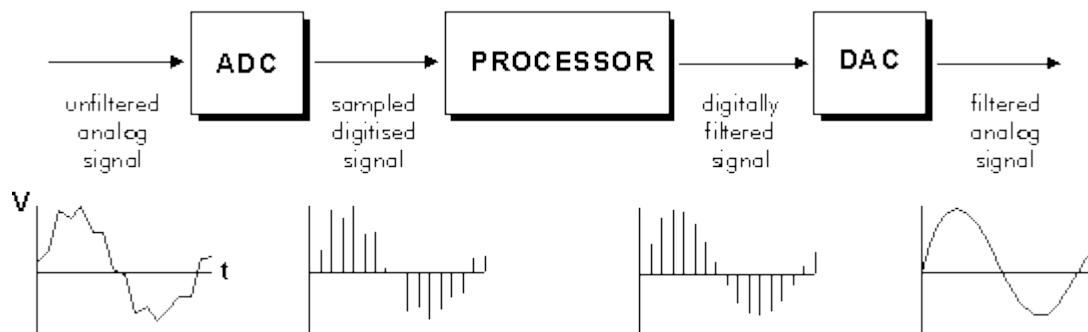 ADC
PROCESSOR
DAC
unfiltered
analog
signal
sampled
digitised
signal
digitally
filtered
signal
filtered
analog
signal
V
t